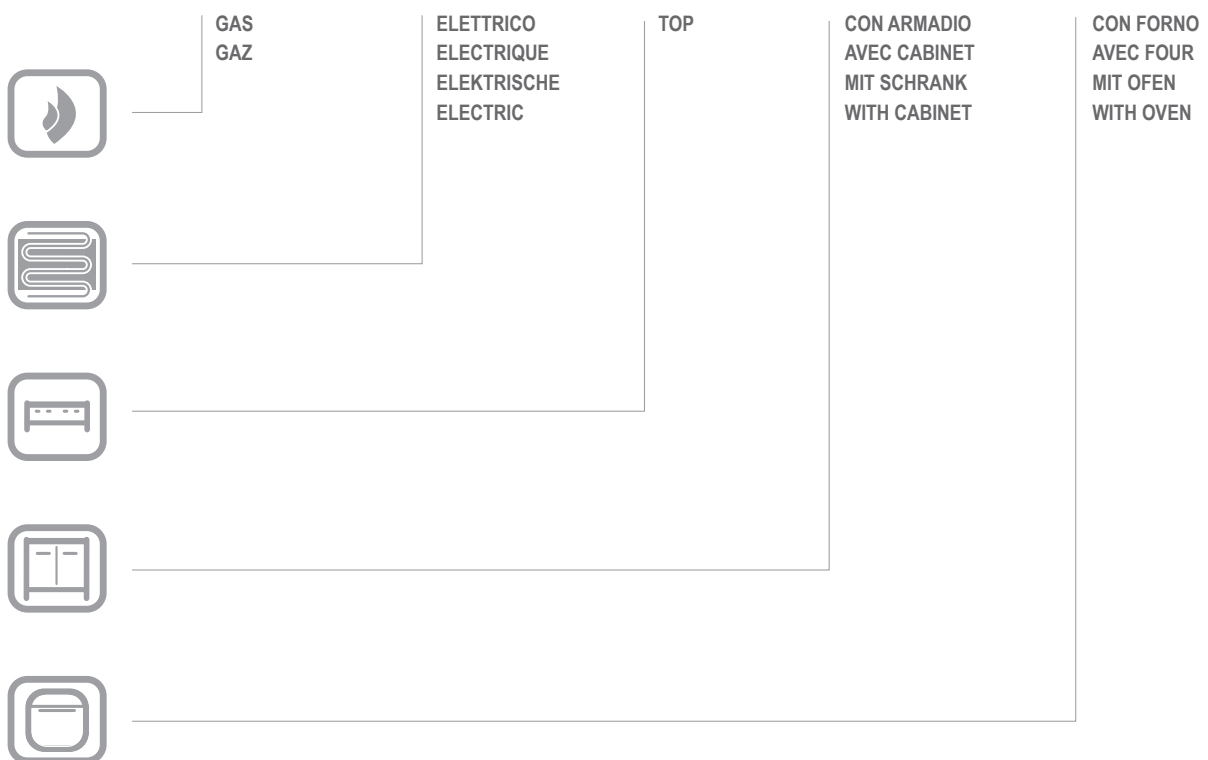 GAS
GAZ
ELETTRICO
ELECTRIQUE
ELEKTRISCHE
ELECTRIC
TOP
CON ARMADIO
AVEC CABINET
MIT SCHRANK
WITH CABINET
CON FORNO
AVEC FOUR
MIT OFEN
WITH OVEN